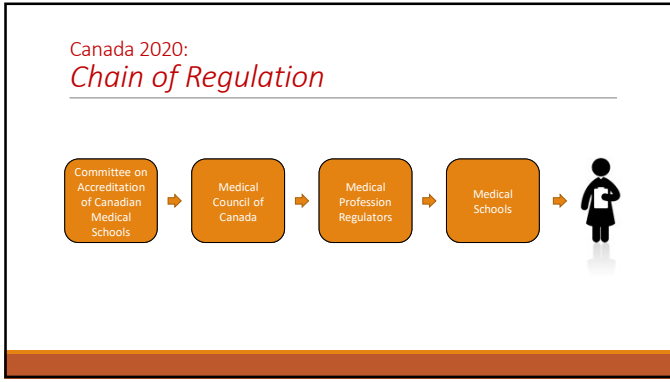 Canada 2020:
Chain of Regulation
Committee on
Accreditation
of Canadian
Medical
Schools
Medical
Council of
Canada
Medical
Profession
Regulators
Medical
Schools